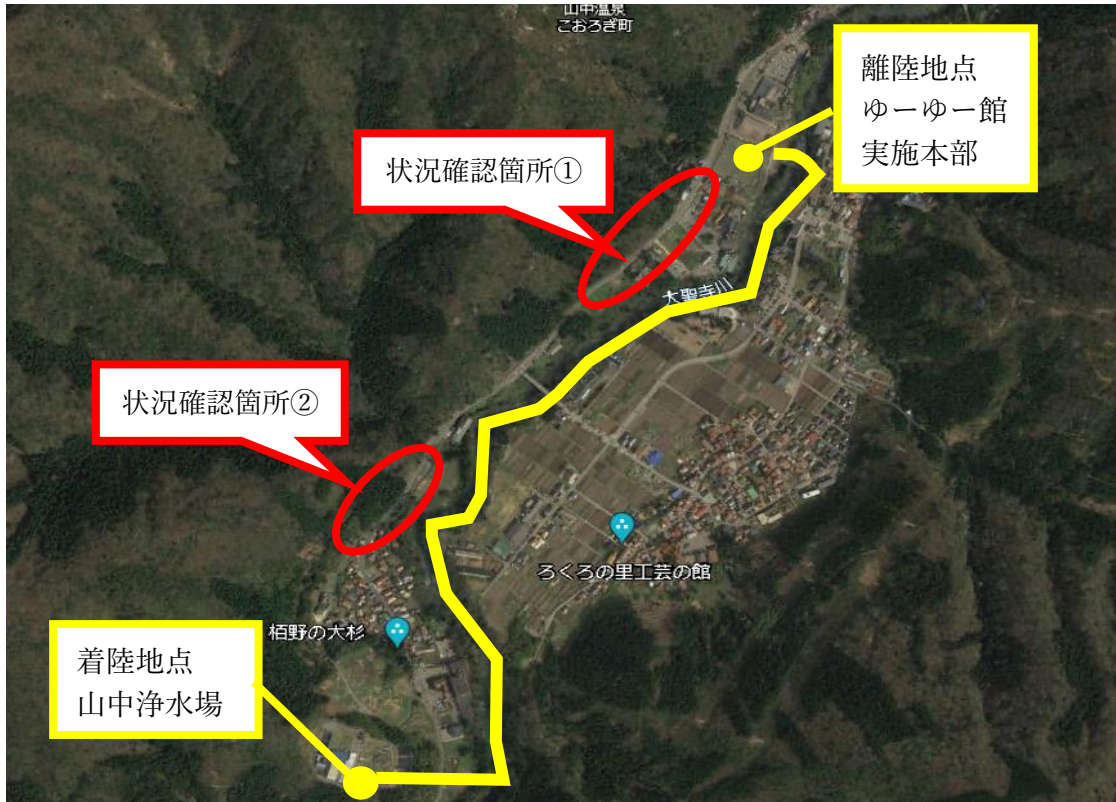 山中温泉
こおろぎ町
離陸地点
ゆーゆー館
実施本部
状況確認箇所①
大聖寺川
状況確認箇所②
ろくろの里工芸の館
栢野の大杉
着陸地点
山中浄水場